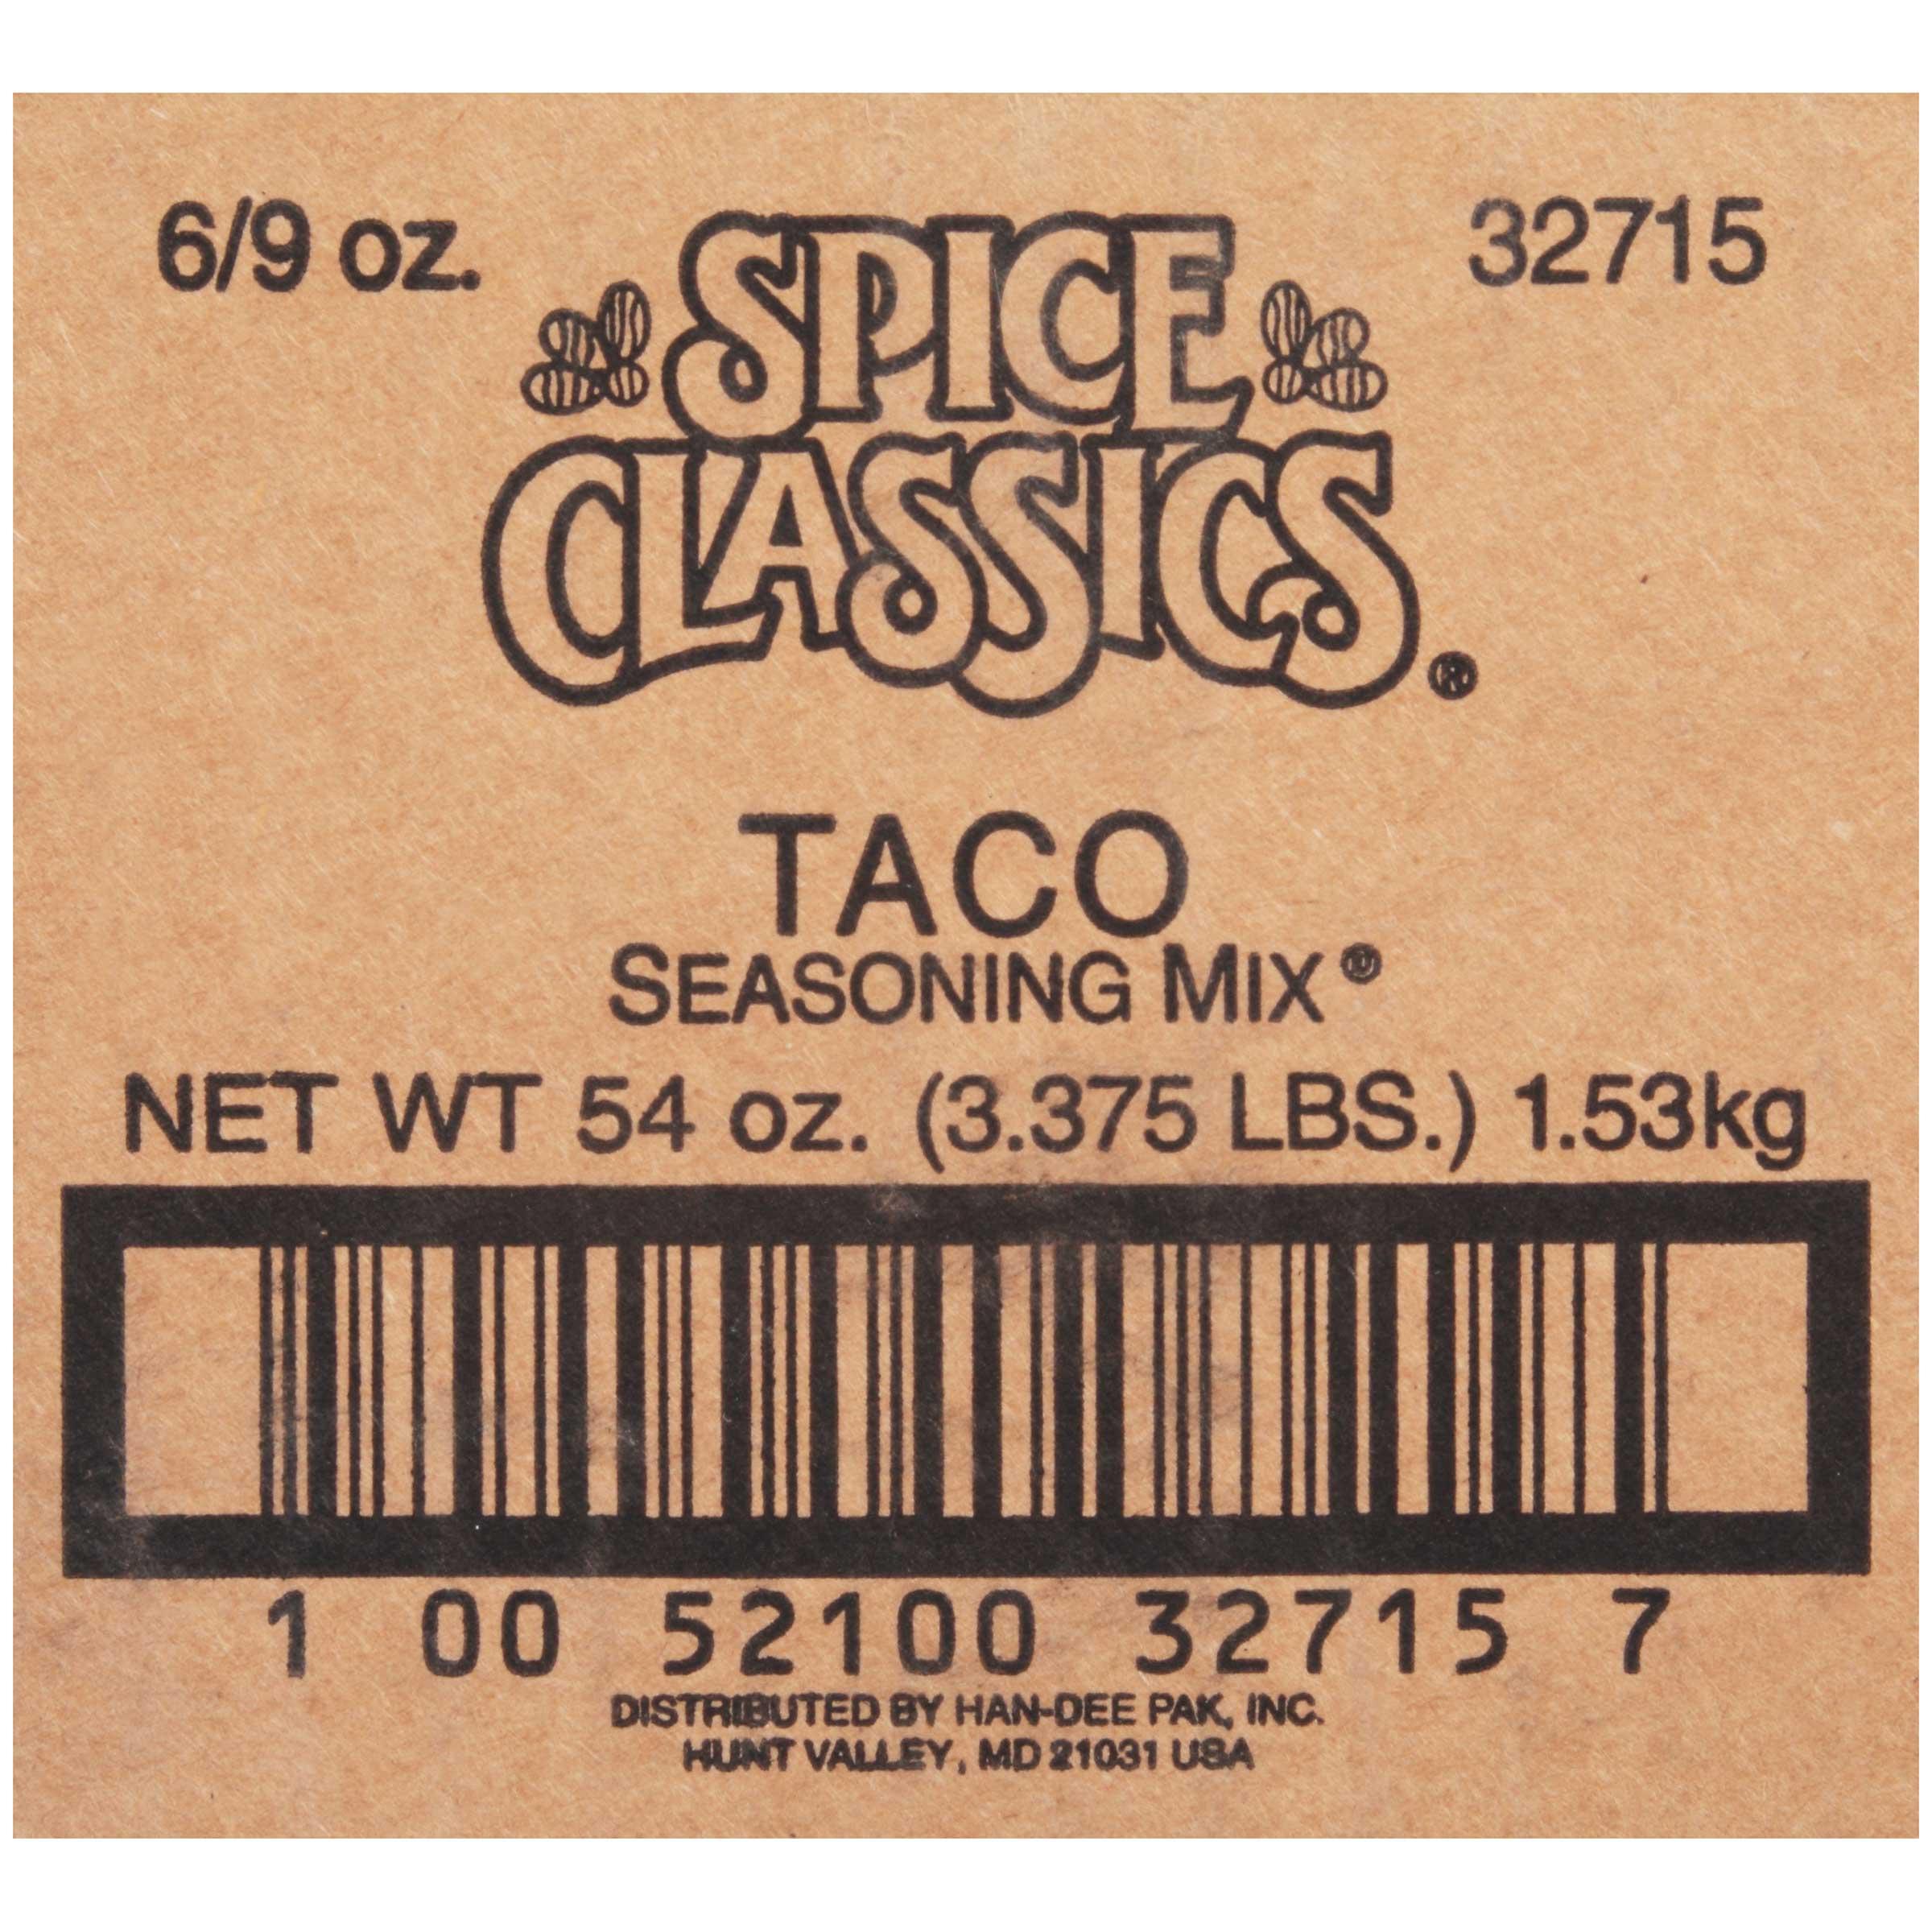 6/9 oz.
32715
SPICE
CLASSICS®
TACO
SEASONING MIX®
NET WT 54 oz. (3.375 LBS.) 1.53kg
1 00 52100 32715 7
DISTRIBUTED BY HAN-DEE PAK, INC.
HUNT VALLEY, MD 21031 USA